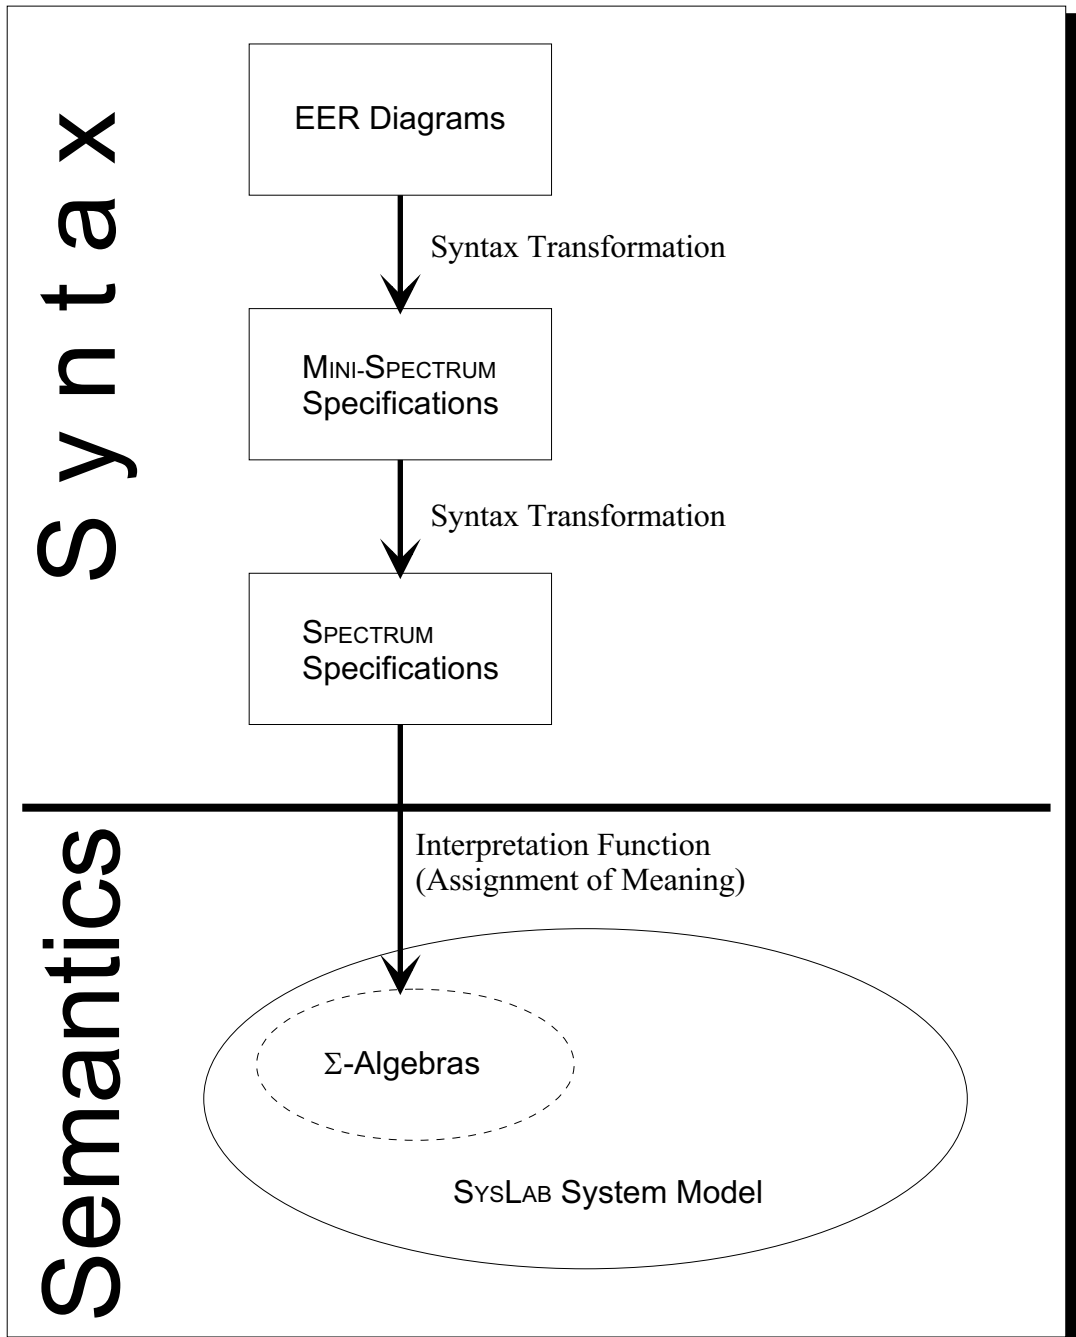 Syntax
EER Diagrams
Syntax Transformation
MINI-SPECTRUM
Specifications
Syntax Transformation
SPECTRUM
Specifications
Semantics
Interpretation Function
(Assignment of Meaning)
Σ-Algebras
SYSLAB System Model